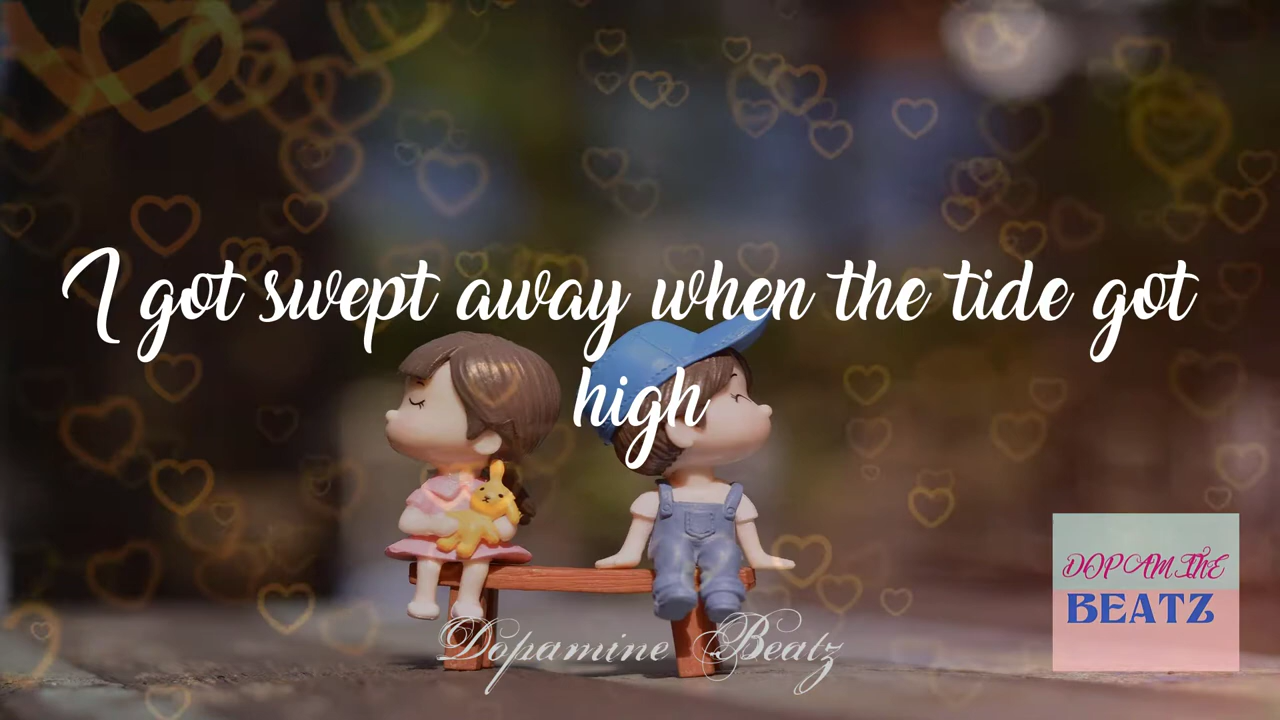 I got swept away when the tide got
high
DOPAMINE
BEATZ
Dopamine Beatz